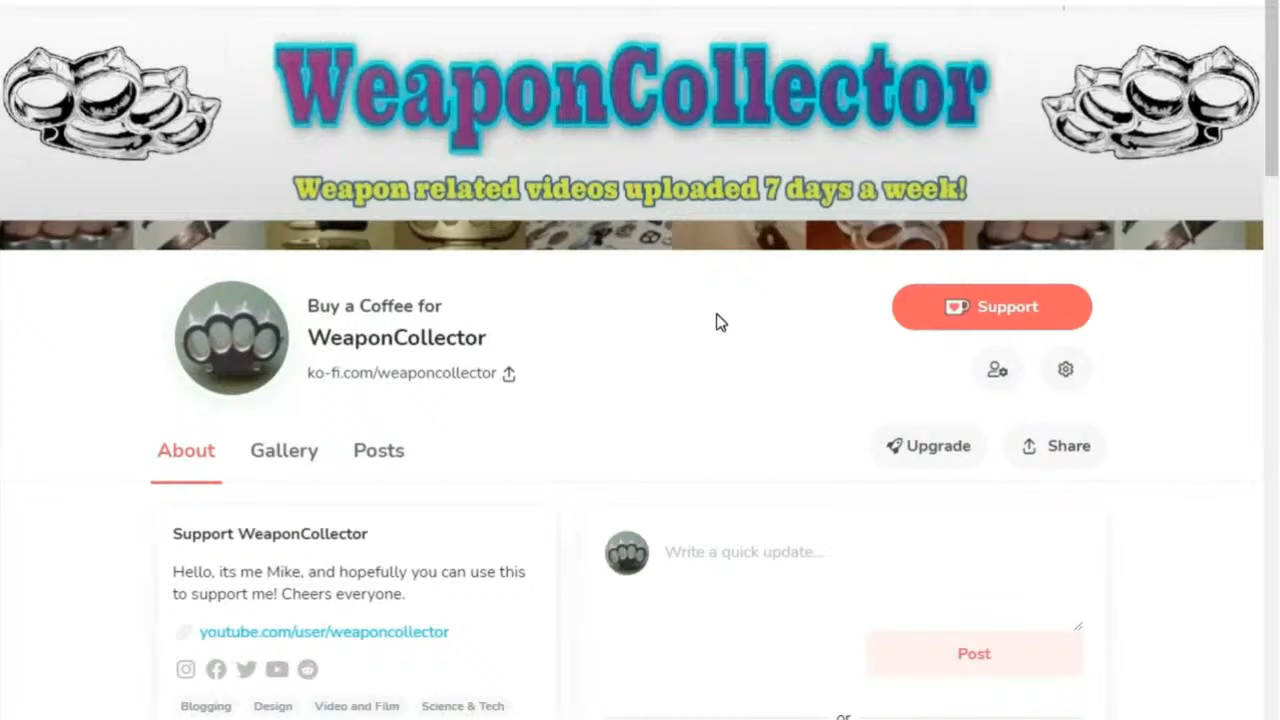 WeaponCollector
Weapon related videos uploaded 7 days a week!
Buy a Coffee for
WeaponCollector
ko-fi.com/weaponcollector
Support
About
Gallery
Posts
Upgrade
Share
Support WeaponCollector
Hello, its me Mike, and hopefully you can use this
to support me! Cheers everyone.
youtube.com/user/weaponcollector
Blogging
Design
Video and Film
Science & Tech
Write a quick update...
Post
or